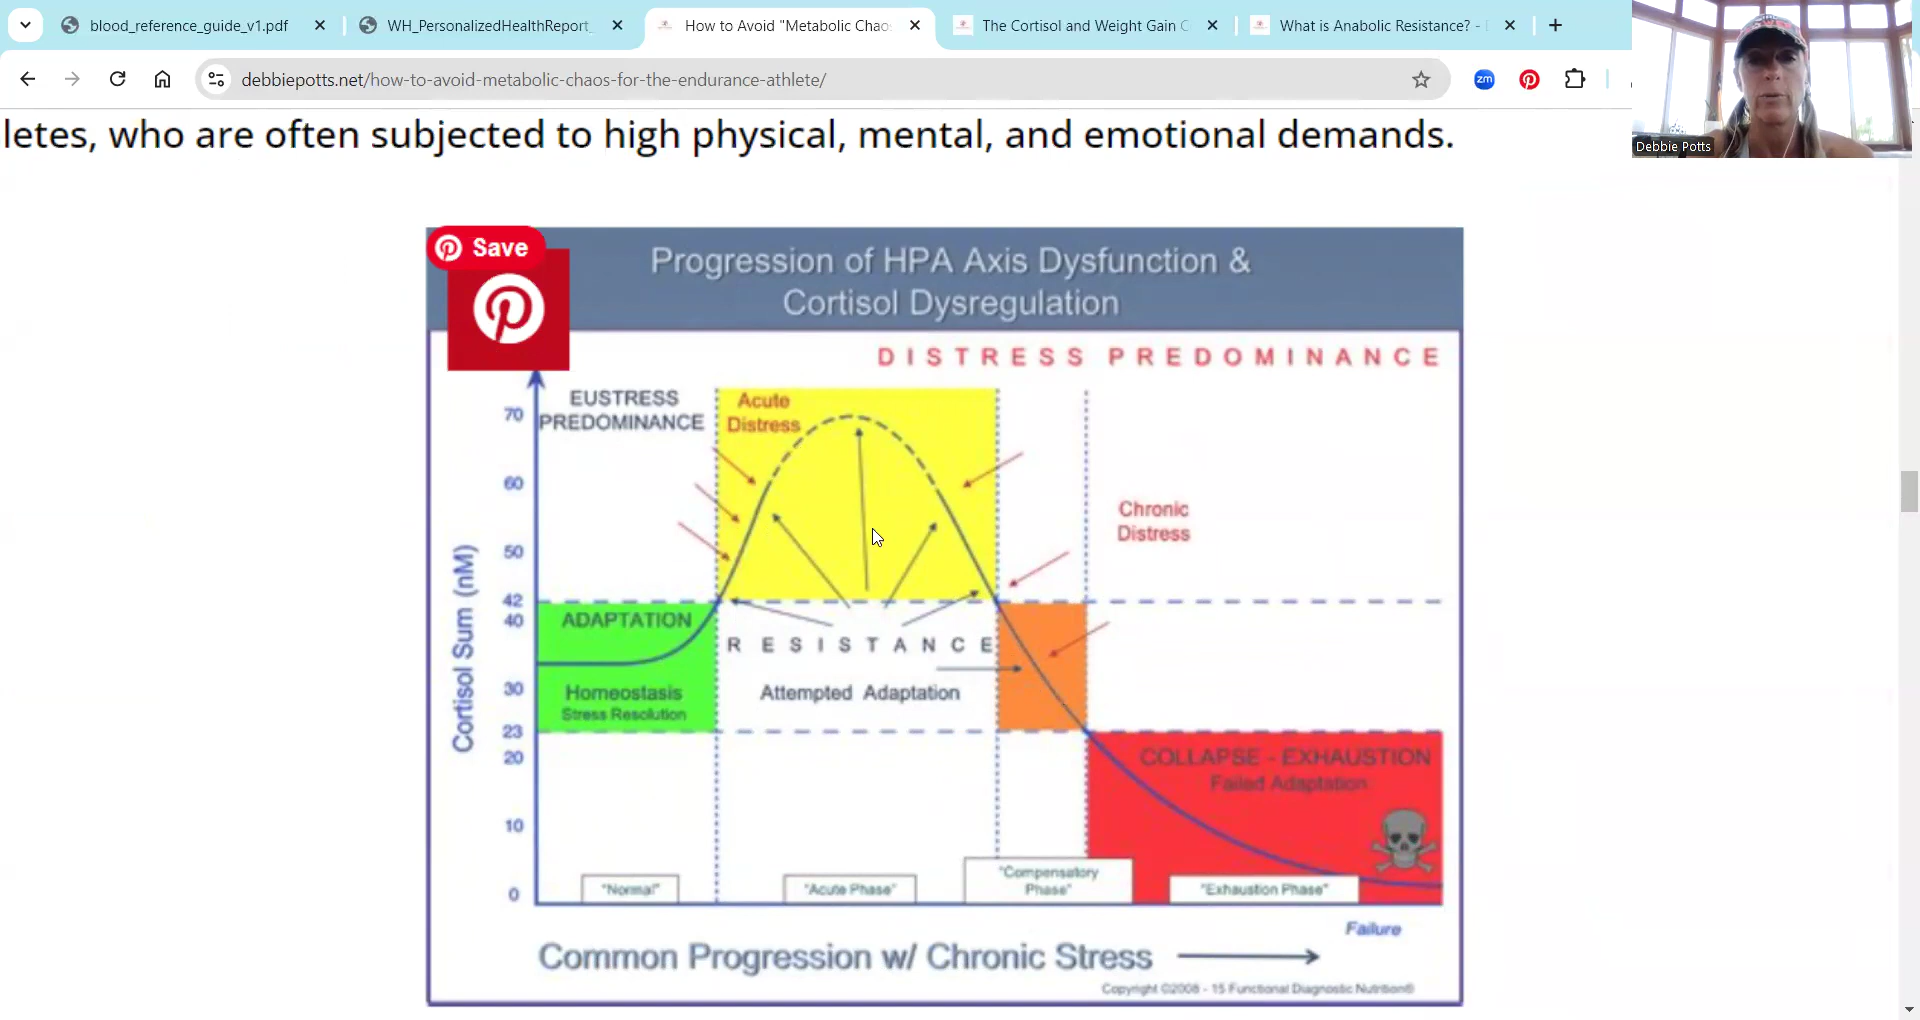 blood_reference_guide_v1.pdf
WH_PersonalizedHealthReport_
How to Avoid "Metabolic Chao
The Cortisol and Weight Gain C
What is Anabolic Resistance? -
debbiepotts.net/how-to-avoid-metabolic-chaos-for-the-endurance-athlete/
zm
Debbie Potts
letes, who are often subjected to high physical, mental, and emotional demands.
Save
Progression of HPA Axis Dysfunction &
Cortisol Dysregulation
DISTRESS PREDOMINANCE
EUSTRESS
PREDOMINANCE
Acute
Distress
Chronic
Distress
Cortisol Sum (nM)
70
60
50
42
40
30
23
20
10
0
ADAPTATION
Homeostasis
Stress Resolution
RESISTANCE
Attempted Adaptation
COLLAPSE - EXHAUSTION
Failed Adaptation
"Normal"
"Acute Phase"
"Compensatory
Phase"
"Exhaustion Phase"
Failure
Common Progression w/ Chronic Stress
Copyright ©2008 - 15 Functional Diagnostic Nutrition®